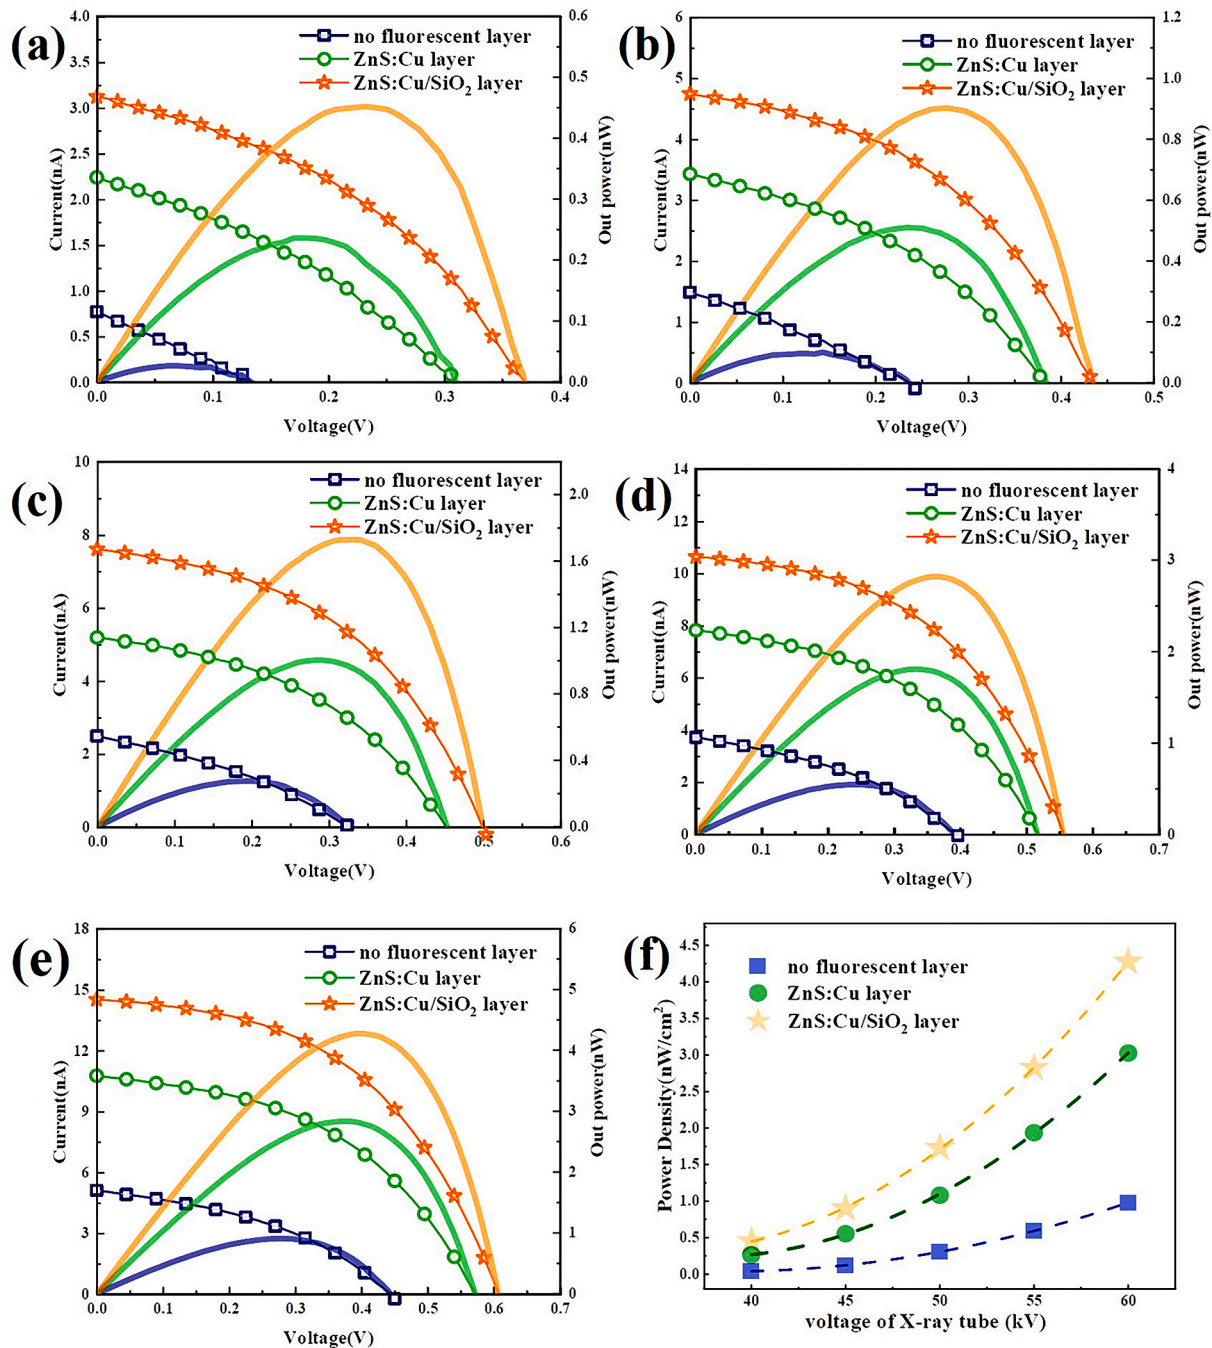 (a)
no fluorescent layer
ZnS:Cu layer
ZnS:Cu/SiO2 layer
4.0
3.5
3.0
2.5
2.0
1.5
1.0
0.5
0.0
Current(nA)
0.6
0.5
0.4
0.3
0.2
0.1
0.0
Out power(nW)
0.0 0.1 0.2 0.3 0.4
Voltage(V)
(b)
no fluorescent layer
ZnS:Cu layer
ZnS:Cu/SiO2 layer
6
5
4
3
2
1
0
Current(nA)
1.2
1.0
0.8
0.6
0.4
0.2
0.0
Out power(nW)
0.0 0.1 0.2 0.3 0.4 0.5
Voltage(V)
(c)
no fluorescent layer
ZnS:Cu layer
ZnS:Cu/SiO2 layer
10
8
6
4
2
0
Current(nA)
2.0
1.6
1.2
0.8
0.4
0.0
Out power(nW)
0.0 0.1 0.2 0.3 0.4 0.5 0.6
Voltage(V)
(d)
no fluorescent layer
ZnS:Cu layer
ZnS:Cu/SiO2 layer
14
12
10
8
6
4
2
0
Current(nA)
4
3
2
1
0
Out power(nW)
0.0 0.1 0.2 0.3 0.4 0.5 0.6 0.7
Voltage(V)
(e)
no fluorescent layer
ZnS:Cu layer
ZnS:Cu/SiO2 layer
18
15
12
9
6
3
0
Current(nA)
6
5
4
3
2
1
0
Out power(nW)
0.0 0.1 0.2 0.3 0.4 0.5 0.6 0.7
Voltage(V)
(f)
no fluorescent layer
ZnS:Cu layer
ZnS:Cu/SiO2 layer
4.5
4.0
3.5
3.0
2.5
2.0
1.5
1.0
0.5
0.0
Power Density(nW/cm2)
40 45 50 55 60
voltage of X-ray tube (kV)